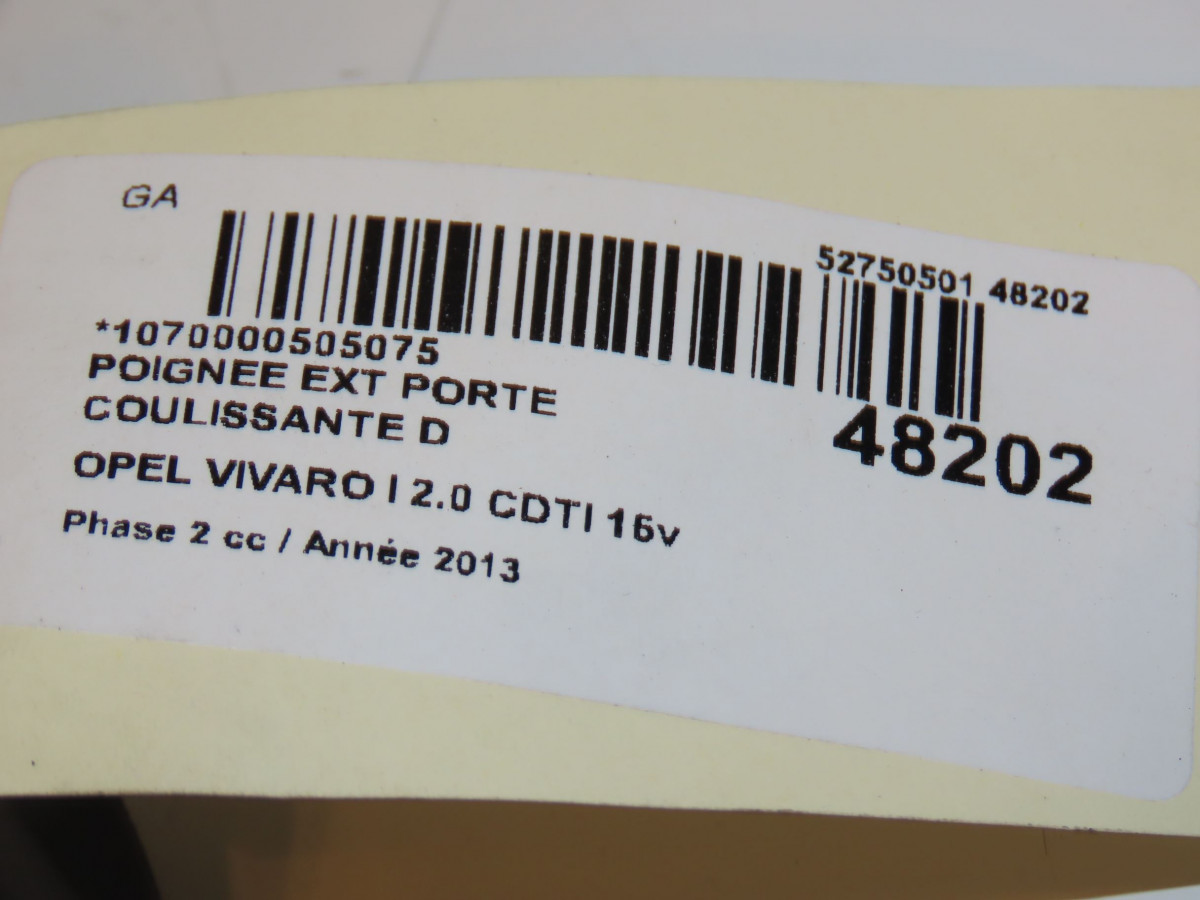 GA
52750501 48202
*1070000505075
POIGNEE EXT PORTE
COULISSANTE D
48202
OPEL VIVARO I 2.0 CDTI 16v
Phase 2 cc / Année 2013